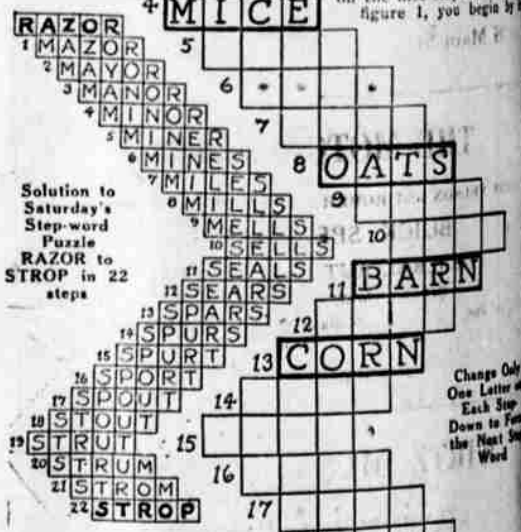 4 MICE
figure 1, you begin by
RAZOR
1 MAZOR
2 MAYOR
3 MANOR
4 MINOR
5 MINER
6 MINES
7 MILES
8 MILLS
9 MELLS
10 SELLS
11 SEALS
12 SEARS
13 SPARS
14 SPURS
15 SPURT
16 SPORT
17 SPOUT
18 STOUT
19 STRUT
20 STRUM
21 STROM
22 STROP
Solution to
Saturday's
Step-word
Puzzle
RAZOR to
STROP in 22
steps
5
6
7
8 OATS
9
10
11 BARN
12
13 CORN
14
15
16
17
Change Only
One Letter
Each Step
Down to
the Next
Word